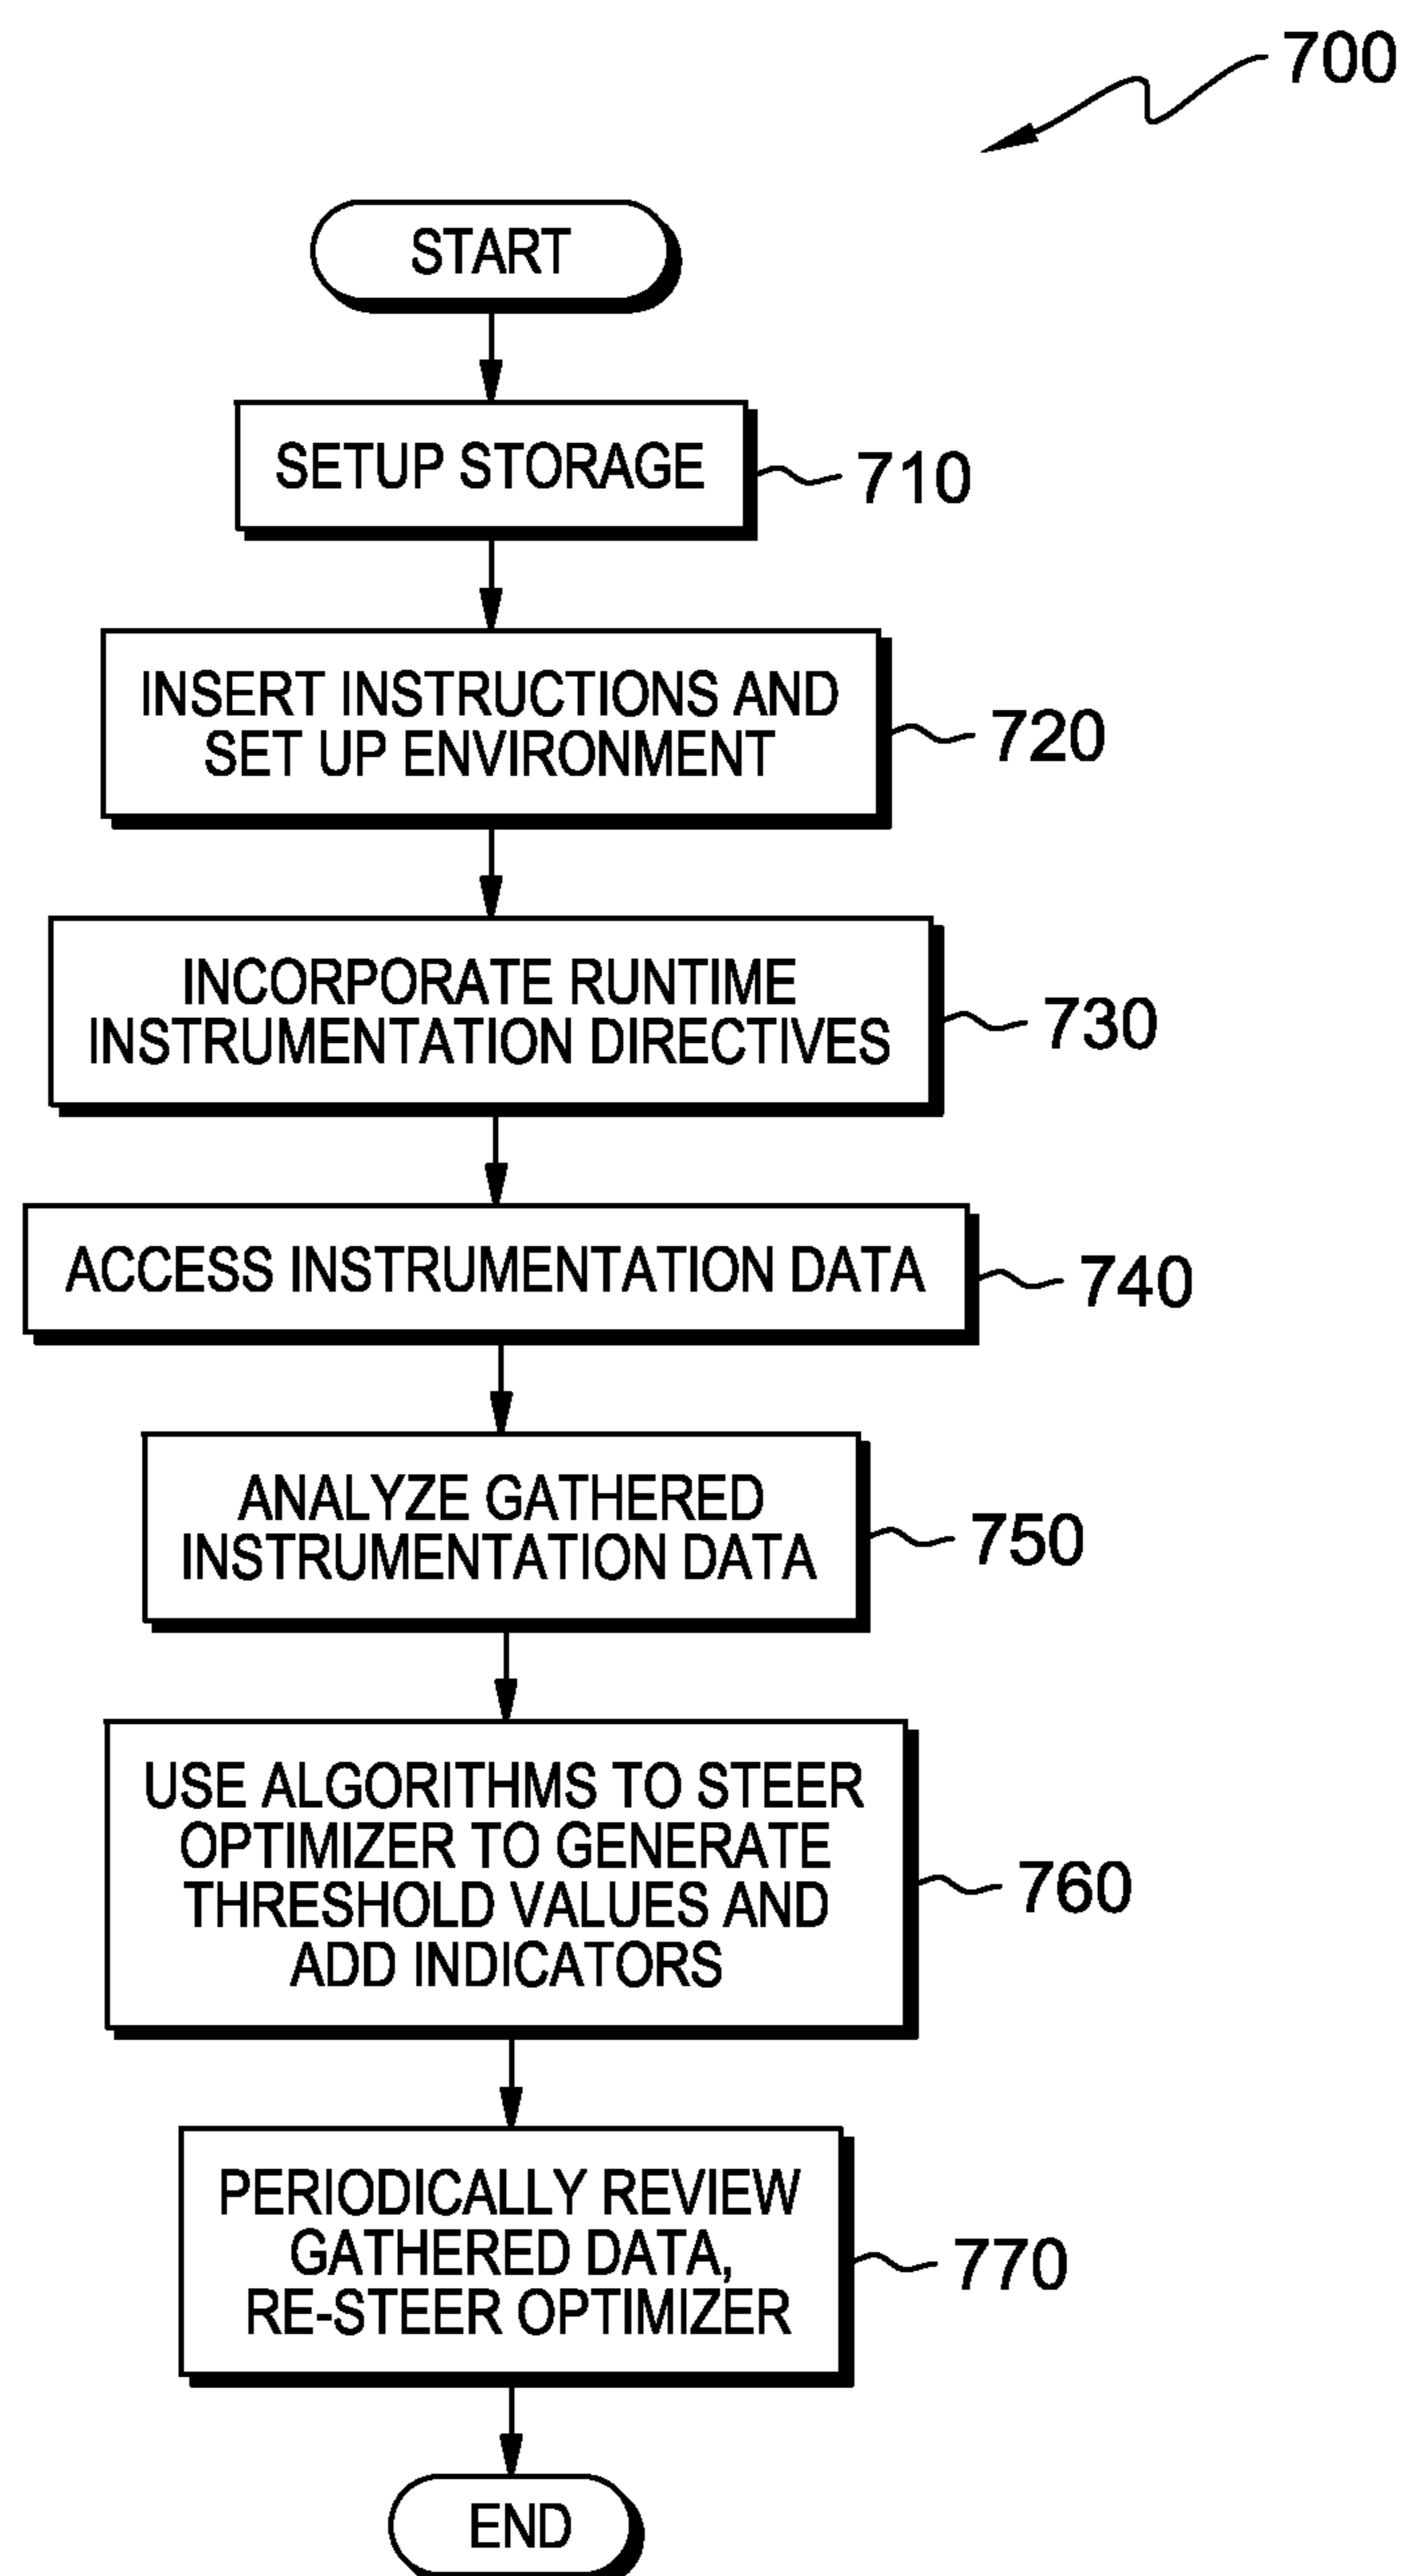 700
START
SETUP STORAGE
710
INSERT INSTRUCTIONS AND
SET UP ENVIRONMENT
720
INCORPORATE RUNTIME
INSTRUMENTATION DIRECTIVES
730
ACCESS INSTRUMENTATION DATA
740
ANALYZE GATHERED
INSTRUMENTATION DATA
750
USE ALGORITHMS TO STEER
OPTIMIZER TO GENERATE
THRESHOLD VALUES AND
ADD INDICATORS
760
PERIODICALLY REVIEW
GATHERED DATA,
RE-STEER OPTIMIZER
770
END